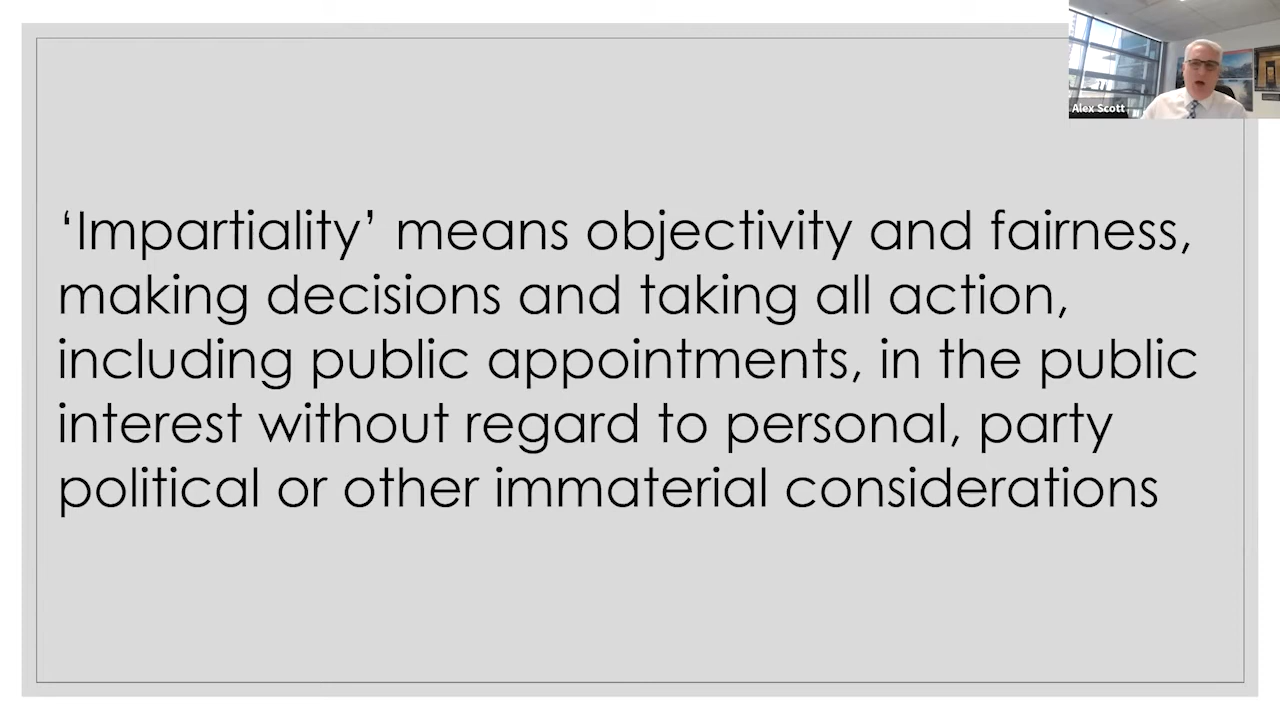 Alex Scott
‘Impartiality’ means objectivity and fairness,
making decisions and taking all action,
including public appointments, in the public
interest without regard to personal, party
political or other immaterial considerations